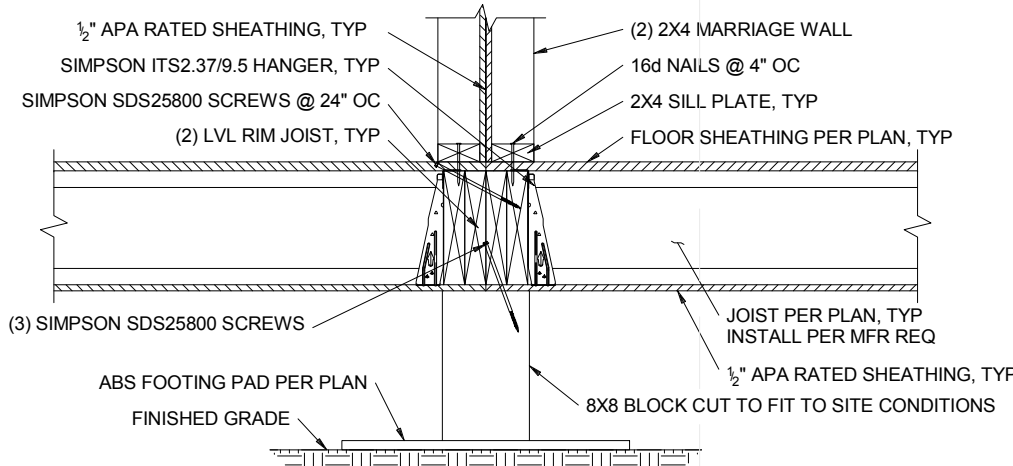 ½" APA RATED SHEATHING, TYP
SIMPSON ITS2.37/9.5 HANGER, TYP
SIMPSON SDS25800 SCREWS @ 24" OC
(2) LVL RIM JOIST, TYP
(2) 2X4 MARRIAGE WALL
16d NAILS @ 4" OC
2X4 SILL PLATE, TYP
FLOOR SHEATHING PER PLAN, TYP
(3) SIMPSON SDS25800 SCREWS
JOIST PER PLAN, TYP
INSTALL PER MFR REQ
½" APA RATED SHEATHING, TYP
ABS FOOTING PAD PER PLAN
FINISHED GRADE
8X8 BLOCK CUT TO FIT TO SITE CONDITIONS